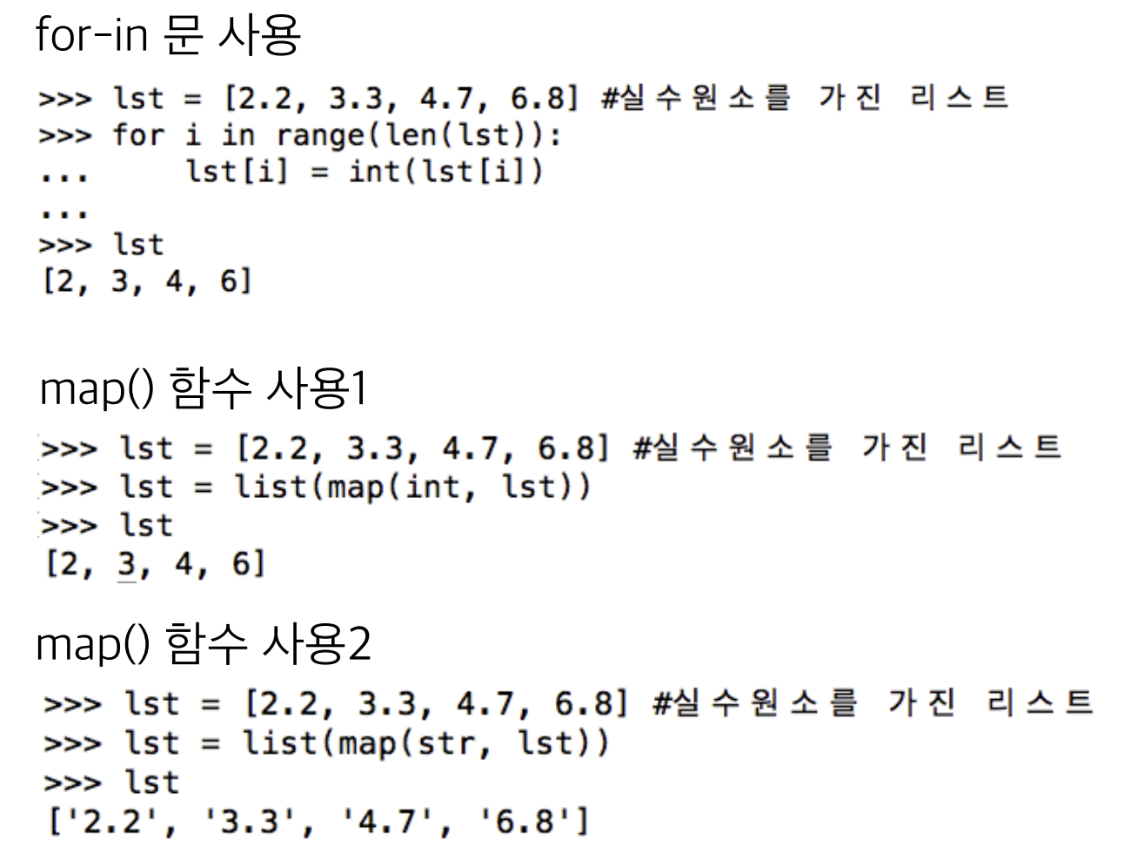 for-in 문 사용
>>> lst = [2.2, 3.3, 4.7, 6.8] #실수원소를 가진 리스트
>>> for i in range(len(lst)):
...     lst[i] = int(lst[i])
...
>>> lst
[2, 3, 4, 6]
map() 함수 사용1
>>> lst = [2.2, 3.3, 4.7, 6.8] #실수원소를 가진 리스트
>>> lst = list(map(int, lst))
>>> lst
[2, 3, 4, 6]
map() 함수 사용2
>>> lst = [2.2, 3.3, 4.7, 6.8] #실수원소를 가진 리스트
>>> lst = list(map(str, lst))
>>> lst
['2.2', '3.3', '4.7', '6.8']